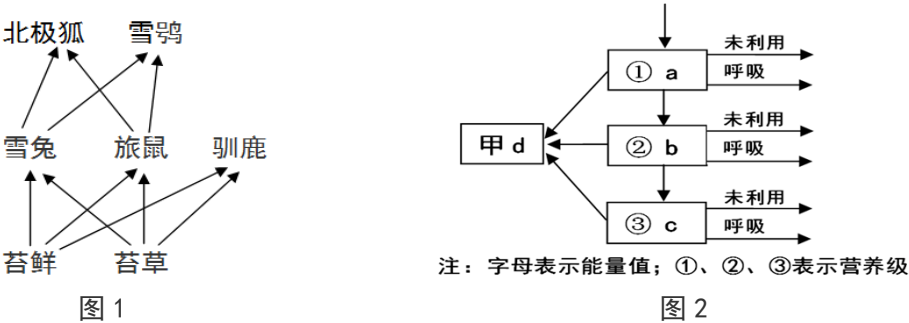 北极狐 雪鸮
雪兔 旅鼠 驯鹿
苔鲜 苔草
图1
未利用
① a
呼吸
甲 d
未利用
② b
呼吸
未利用
③ c
呼吸
注：字母表示能量值；①、②、③表示营养级
图2